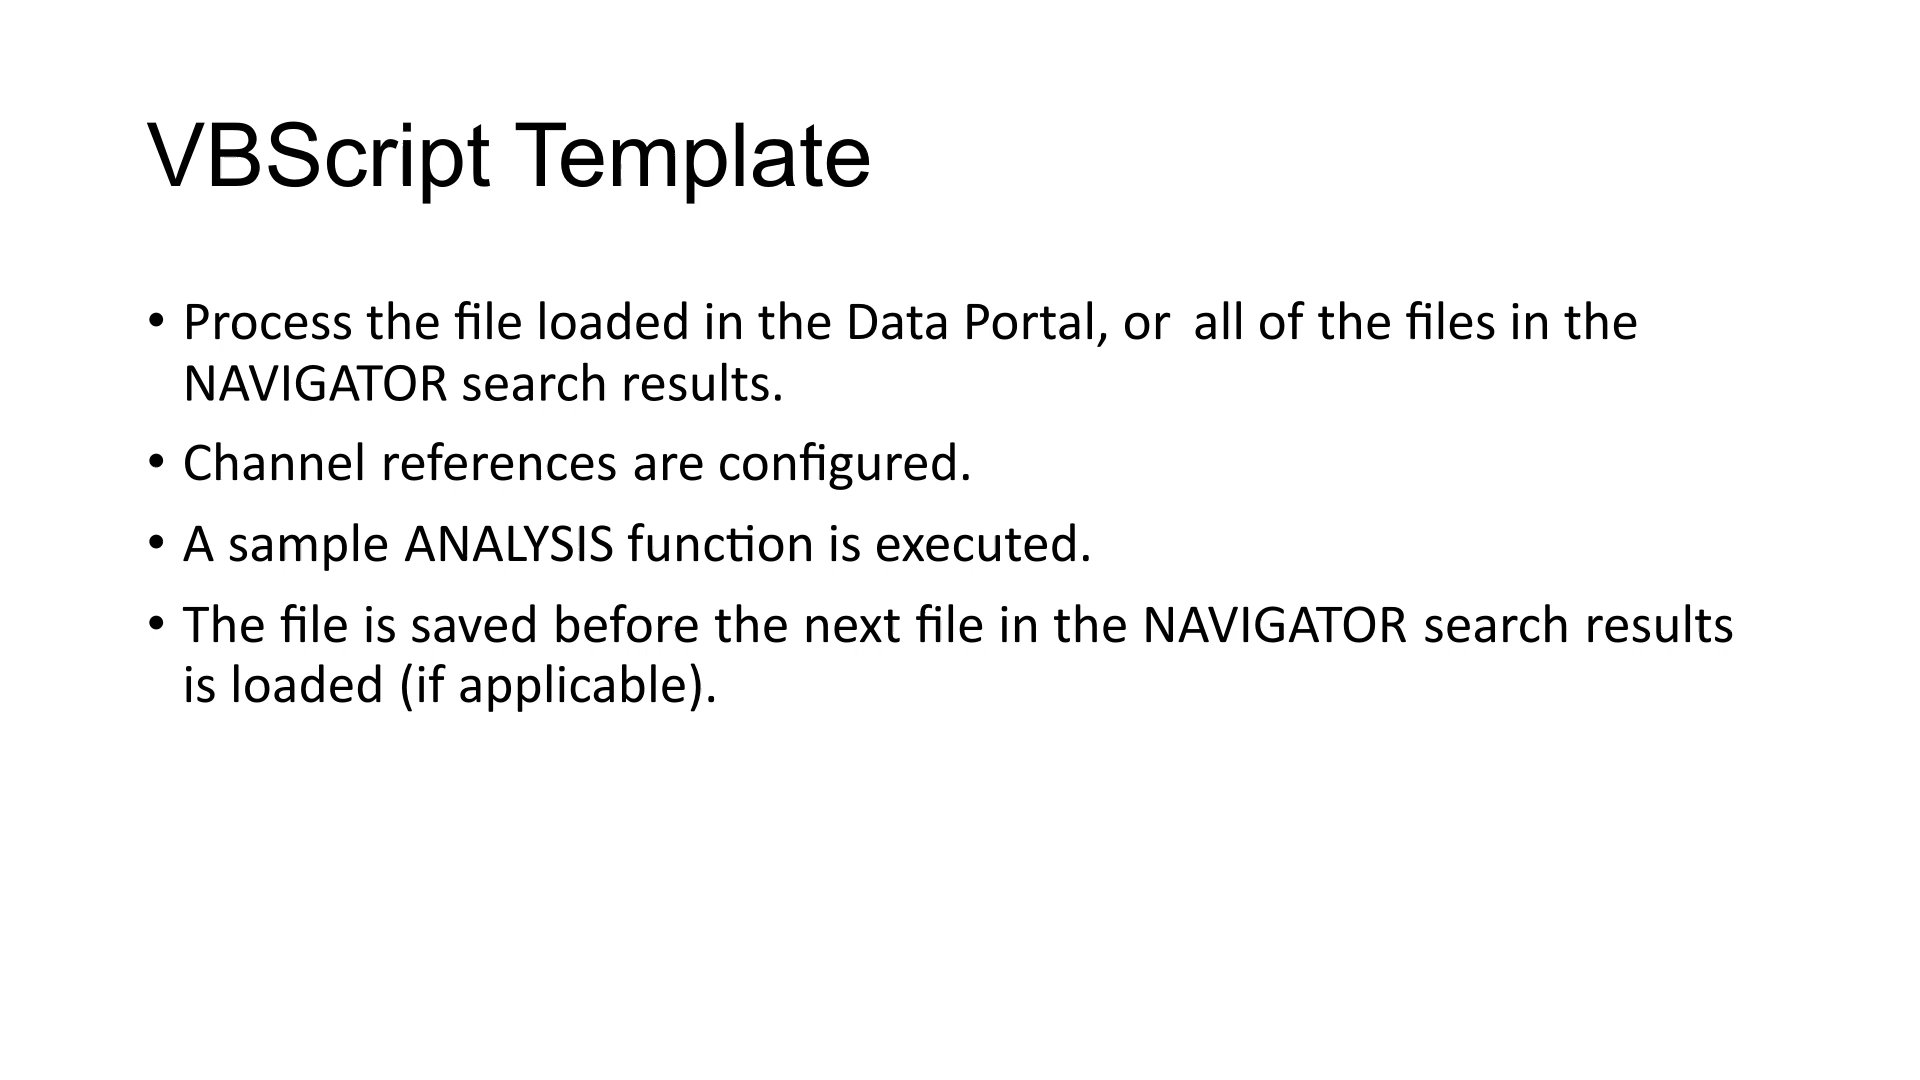 VBScript Template
• Process the file loaded in the Data Portal, or  all of the files in the
NAVIGATOR search results.
• Channel references are configured.
• A sample ANALYSIS function is executed.
• The file is saved before the next file in the NAVIGATOR search results
is loaded (if applicable).